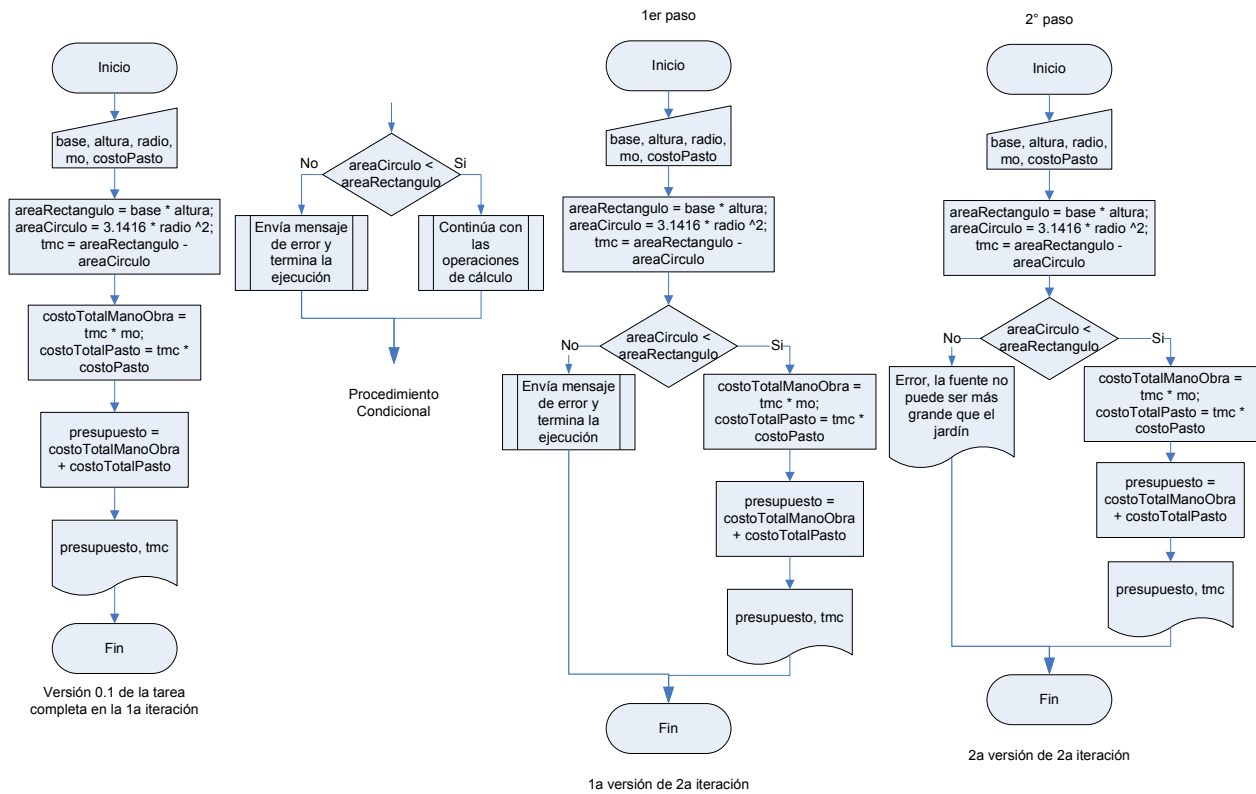 Inicio
base, altura, radio,
mo, costoPasto
areaRectangulo = base * altura;
areaCirculo = 3.1416 * radio ^2;
tmc = areaRectangulo -
areaCirculo
costoTotalManoObra =
tmc * mo;
costoTotalPasto = tmc *
costoPasto
presupuesto =
costoTotalManoObra
+ costoTotalPasto
presupuesto, tmc
Fin
Versión 0.1 de la tarea
completa en la 1a iteración
No
areaCirculo <
areaRectangulo
Si
Envía mensaje
de error y
termina la
ejecución
Continúa con
las
operaciones
de cálculo
Procedimiento
Condicional
1er paso
Inicio
base, altura, radio,
mo, costoPasto
areaRectangulo = base * altura;
areaCirculo = 3.1416 * radio ^2;
tmc = areaRectangulo -
areaCirculo
areaCirculo <
areaRectangulo
No
Si
Envía mensaje
de error y
termina la
ejecución
costoTotalManoObra =
tmc * mo;
costoTotalPasto = tmc *
costoPasto
presupuesto =
costoTotalManoObra
+ costoTotalPasto
presupuesto, tmc
Fin
1a versión de 2a iteración
2° paso
Inicio
base, altura, radio,
mo, costoPasto
areaRectangulo = base * altura;
areaCirculo = 3.1416 * radio ^2;
tmc = areaRectangulo -
areaCirculo
areaCirculo <
areaRectangulo
No
Si
Error, la fuente no
puede ser más
grande que el
jardín
costoTotalManoObra =
tmc * mo;
costoTotalPasto = tmc *
costoPasto
presupuesto =
costoTotalManoObra
+ costoTotalPasto
presupuesto, tmc
Fin
2a versión de 2a iteración